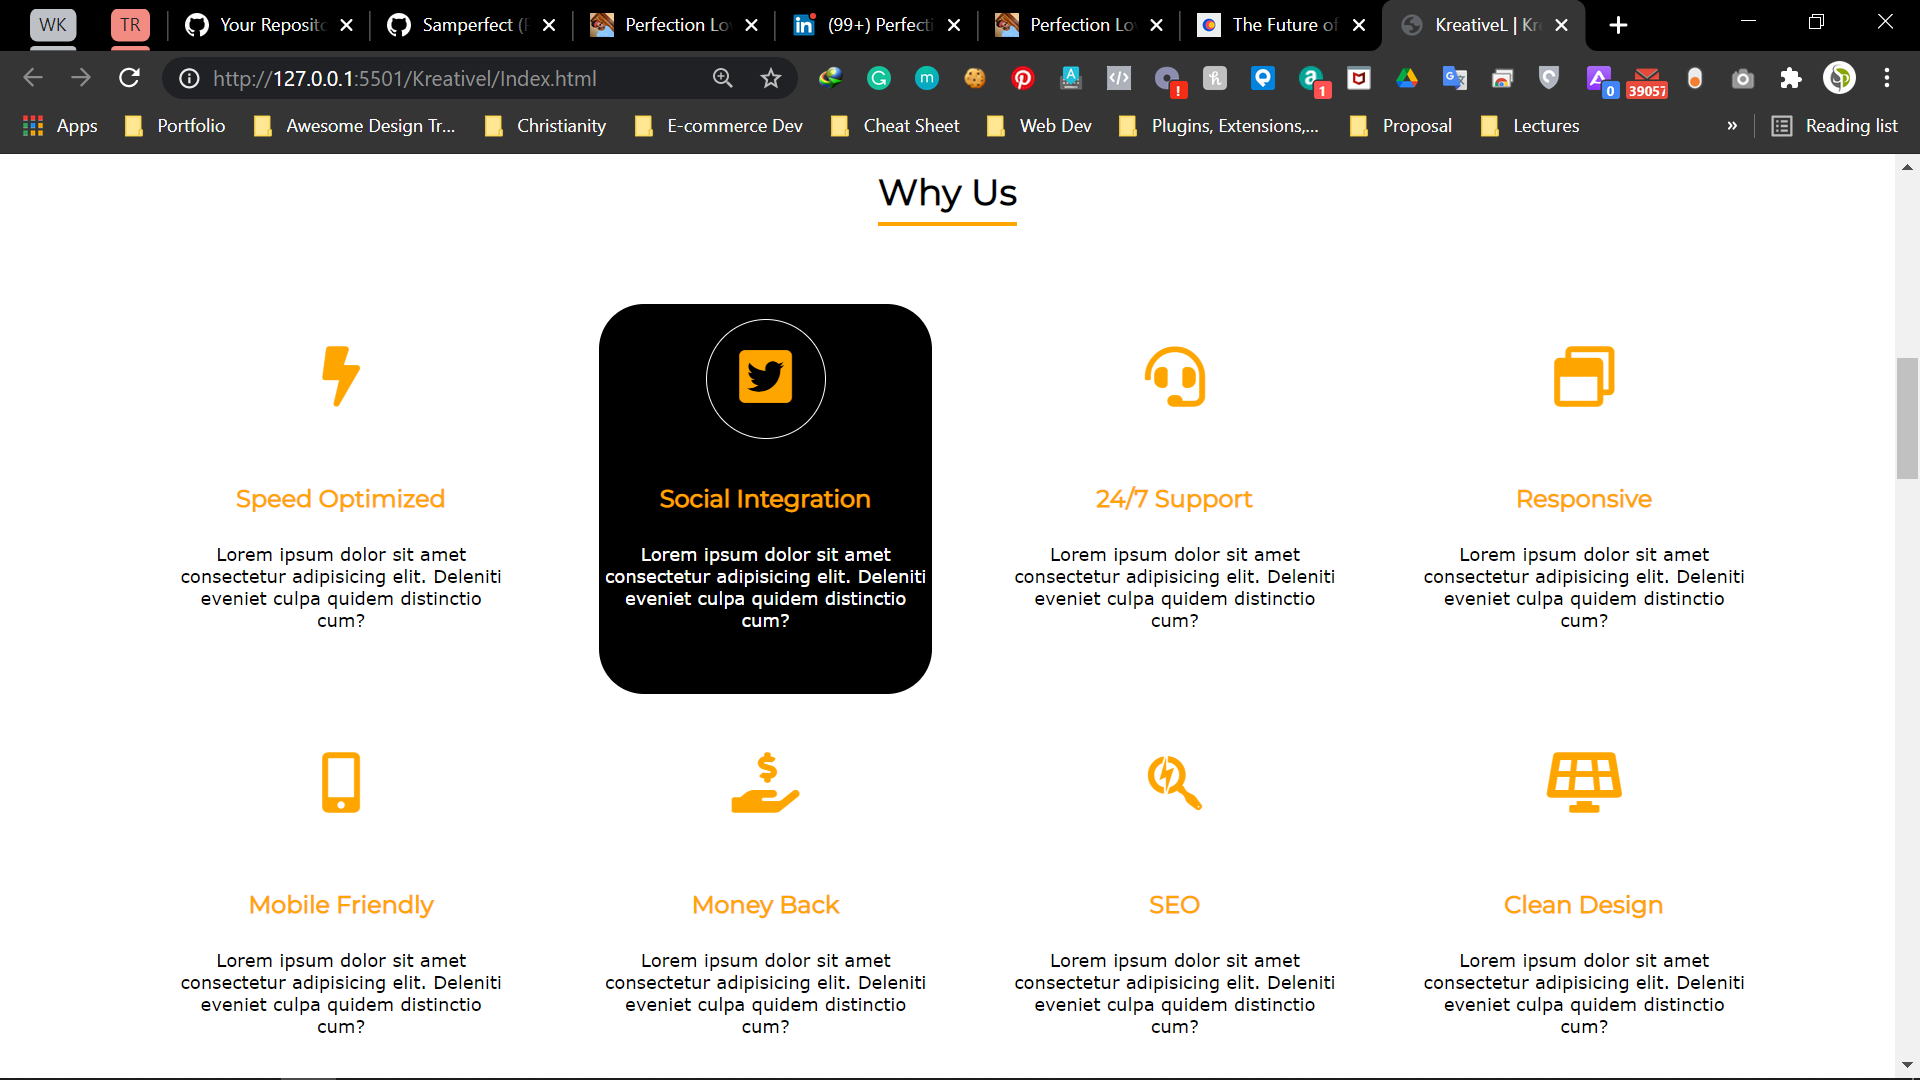 WK
TR
Your Reposito
Samperfect (
Perfection Lo
(99+) Perfecti
Perfection Lo
The Future of
KreativeL | Kr
http://127.0.0.1:5501/Kreativel/Index.html
1
0
39057
Apps
Portfolio
Awesome Design Tr...
Christianity
E-commerce Dev
Cheat Sheet
Web Dev
Plugins, Extensions,...
Proposal
Lectures
»
Reading list
Why Us
Speed Optimized
Lorem ipsum dolor sit amet
consectetur adipisicing elit. Deleniti
eveniet culpa quidem distinctio
cum?
Social Integration
Lorem ipsum dolor sit amet
consectetur adipisicing elit. Deleniti
eveniet culpa quidem distinctio
cum?
24/7 Support
Lorem ipsum dolor sit amet
consectetur adipisicing elit. Deleniti
eveniet culpa quidem distinctio
cum?
Responsive
Lorem ipsum dolor sit amet
consectetur adipisicing elit. Deleniti
eveniet culpa quidem distinctio
cum?
Mobile Friendly
Lorem ipsum dolor sit amet
consectetur adipisicing elit. Deleniti
eveniet culpa quidem distinctio
cum?
Money Back
Lorem ipsum dolor sit amet
consectetur adipisicing elit. Deleniti
eveniet culpa quidem distinctio
cum?
SEO
Lorem ipsum dolor sit amet
consectetur adipisicing elit. Deleniti
eveniet culpa quidem distinctio
cum?
Clean Design
Lorem ipsum dolor sit amet
consectetur adipisicing elit. Deleniti
eveniet culpa quidem distinctio
cum?